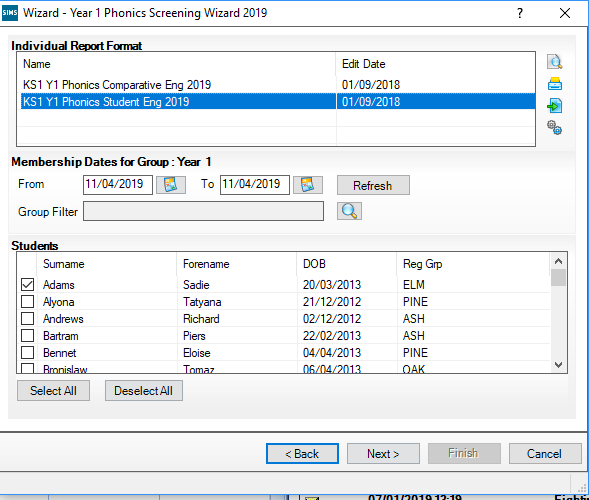 SIMS Wizard - Year 1 Phonics Screening Wizard 2019 ?
Individual Report Format
Name Edit Date
KS1 Y1 Phonics Comparative Eng 2019 01/09/2018
KS1 Y1 Phonics Student Eng 2019 01/09/2018
Membership Dates for Group : Year 1
From 11/04/2019 To 11/04/2019 Refresh
Group Filter
Students
Surname Forename DOB Reg Grp
Adams Sadie 20/03/2013 ELM
Alyona Tatyana 21/12/2012 PINE
Andrews Richard 02/12/2012 ASH
Bartram Piers 22/02/2013 ASH
Bennet Eloise 04/04/2013 PINE
Bronislaw Tomaz 06/04/2013 OAK
Select All Deselect All
< Back Next > Finish Cancel
07/01/2019 12:19